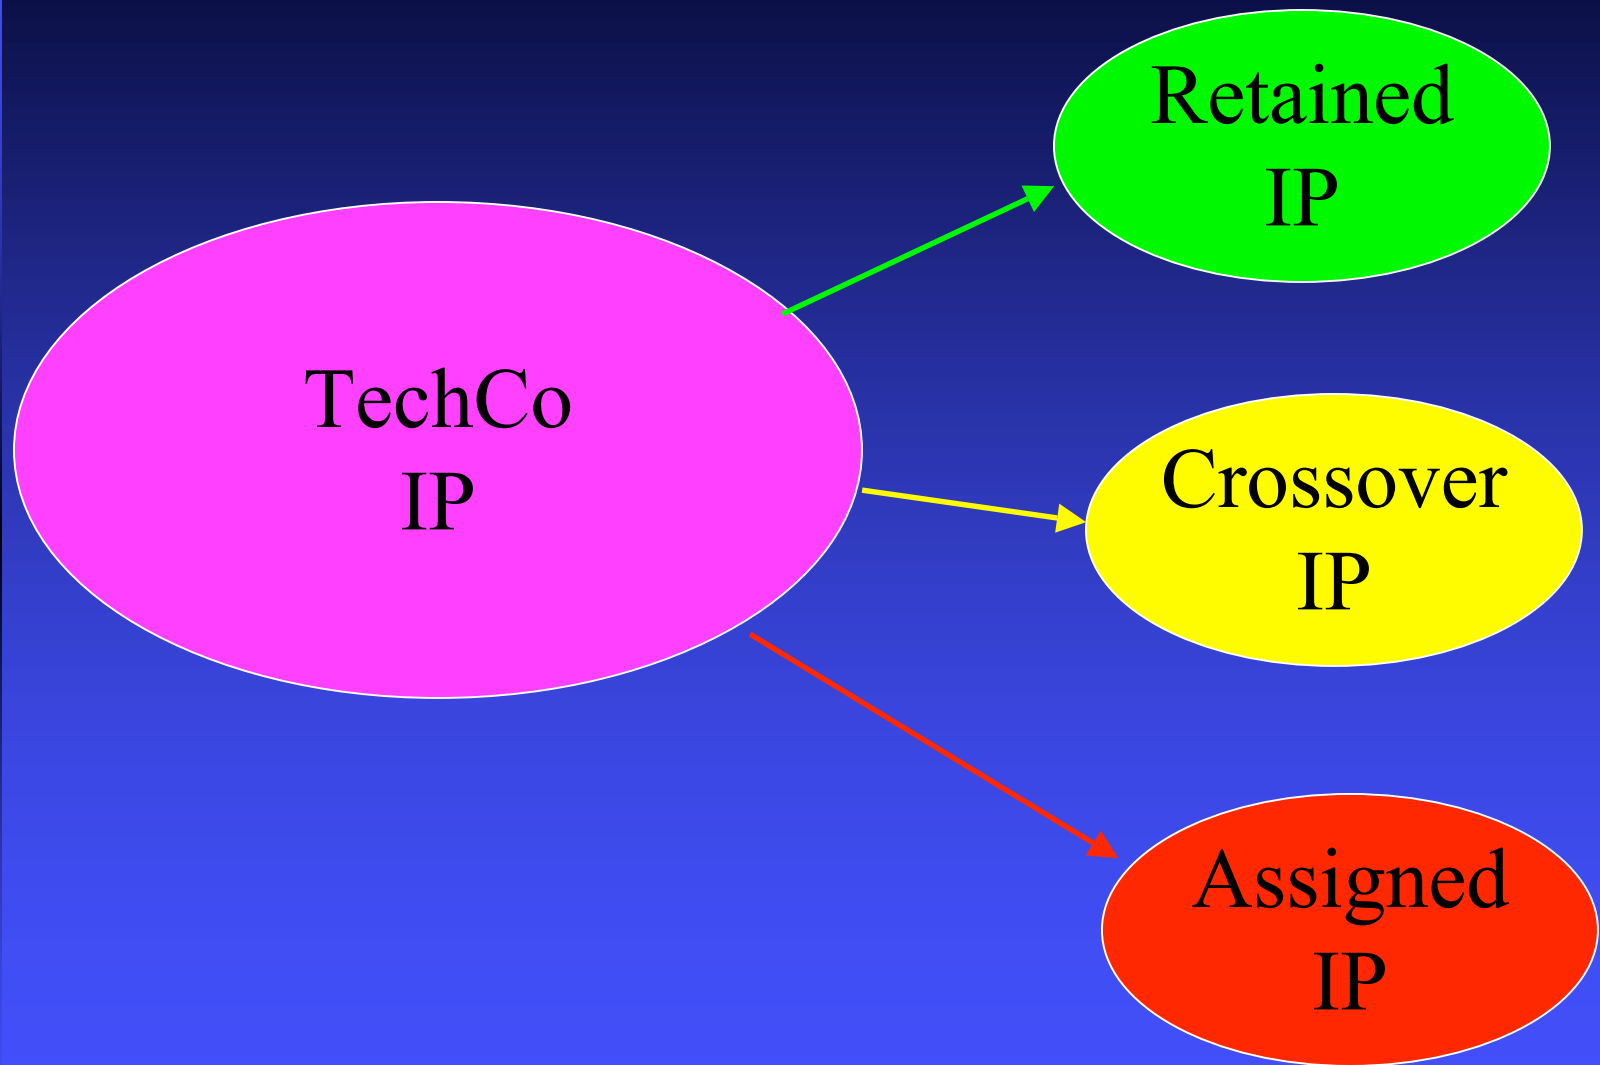 TechCo
IP
Retained
IP
Crossover
IP
Assigned
IP